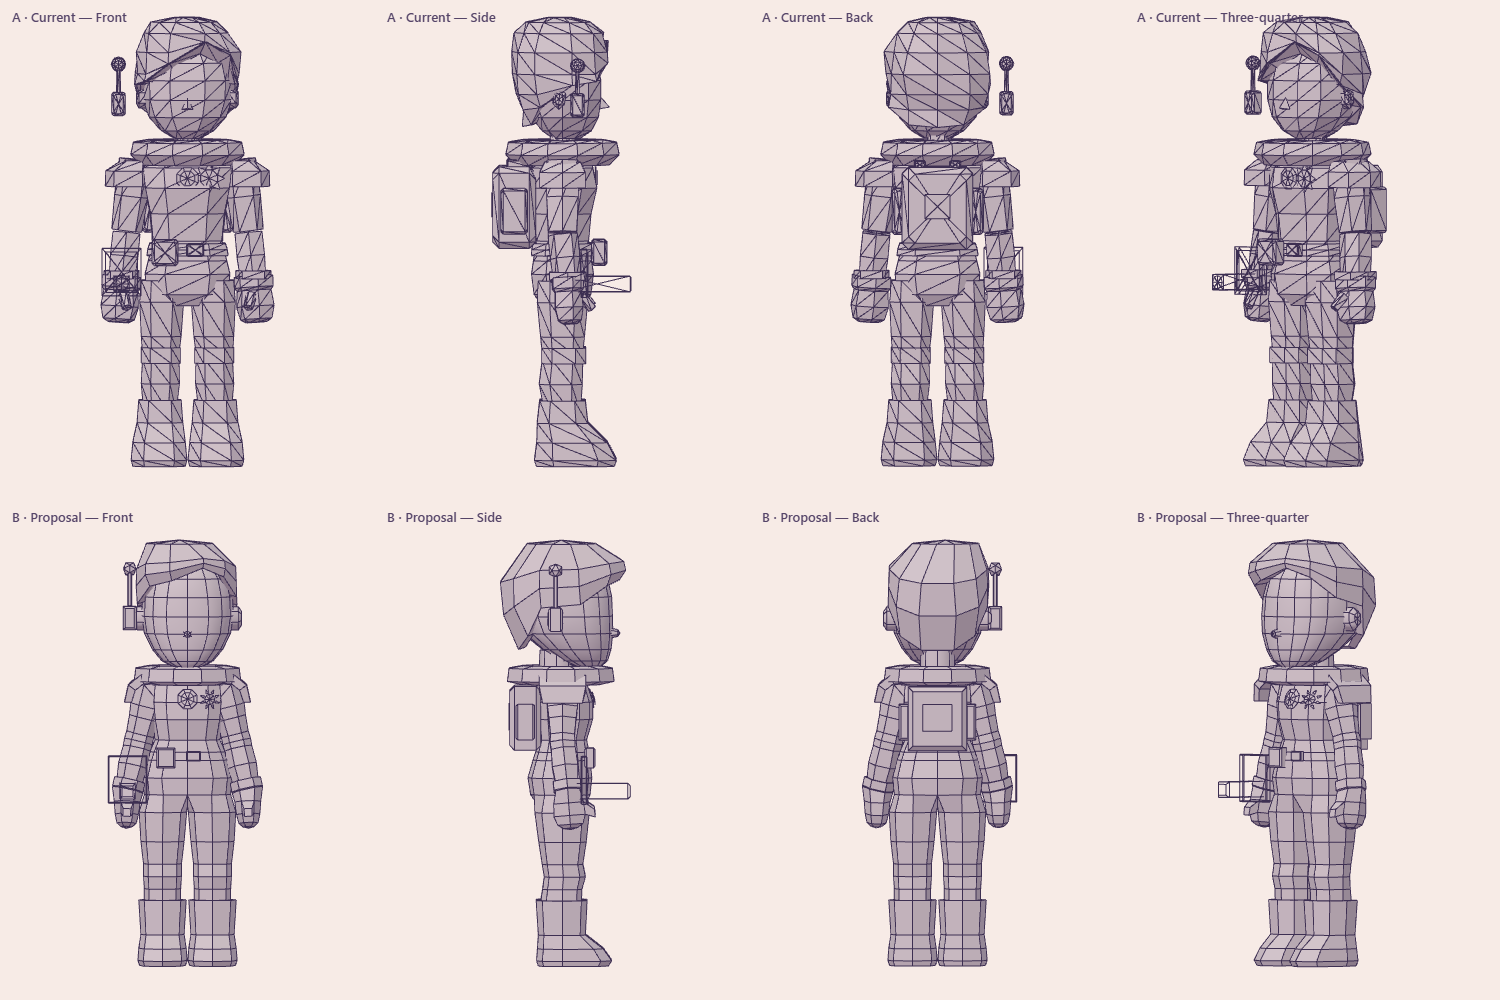 A · Current — Front
A · Current — Side
A · Current — Back
A · Current — Three-quarter
B · Proposal — Front
B · Proposal — Side
B · Proposal — Back
B · Proposal — Three-quarter